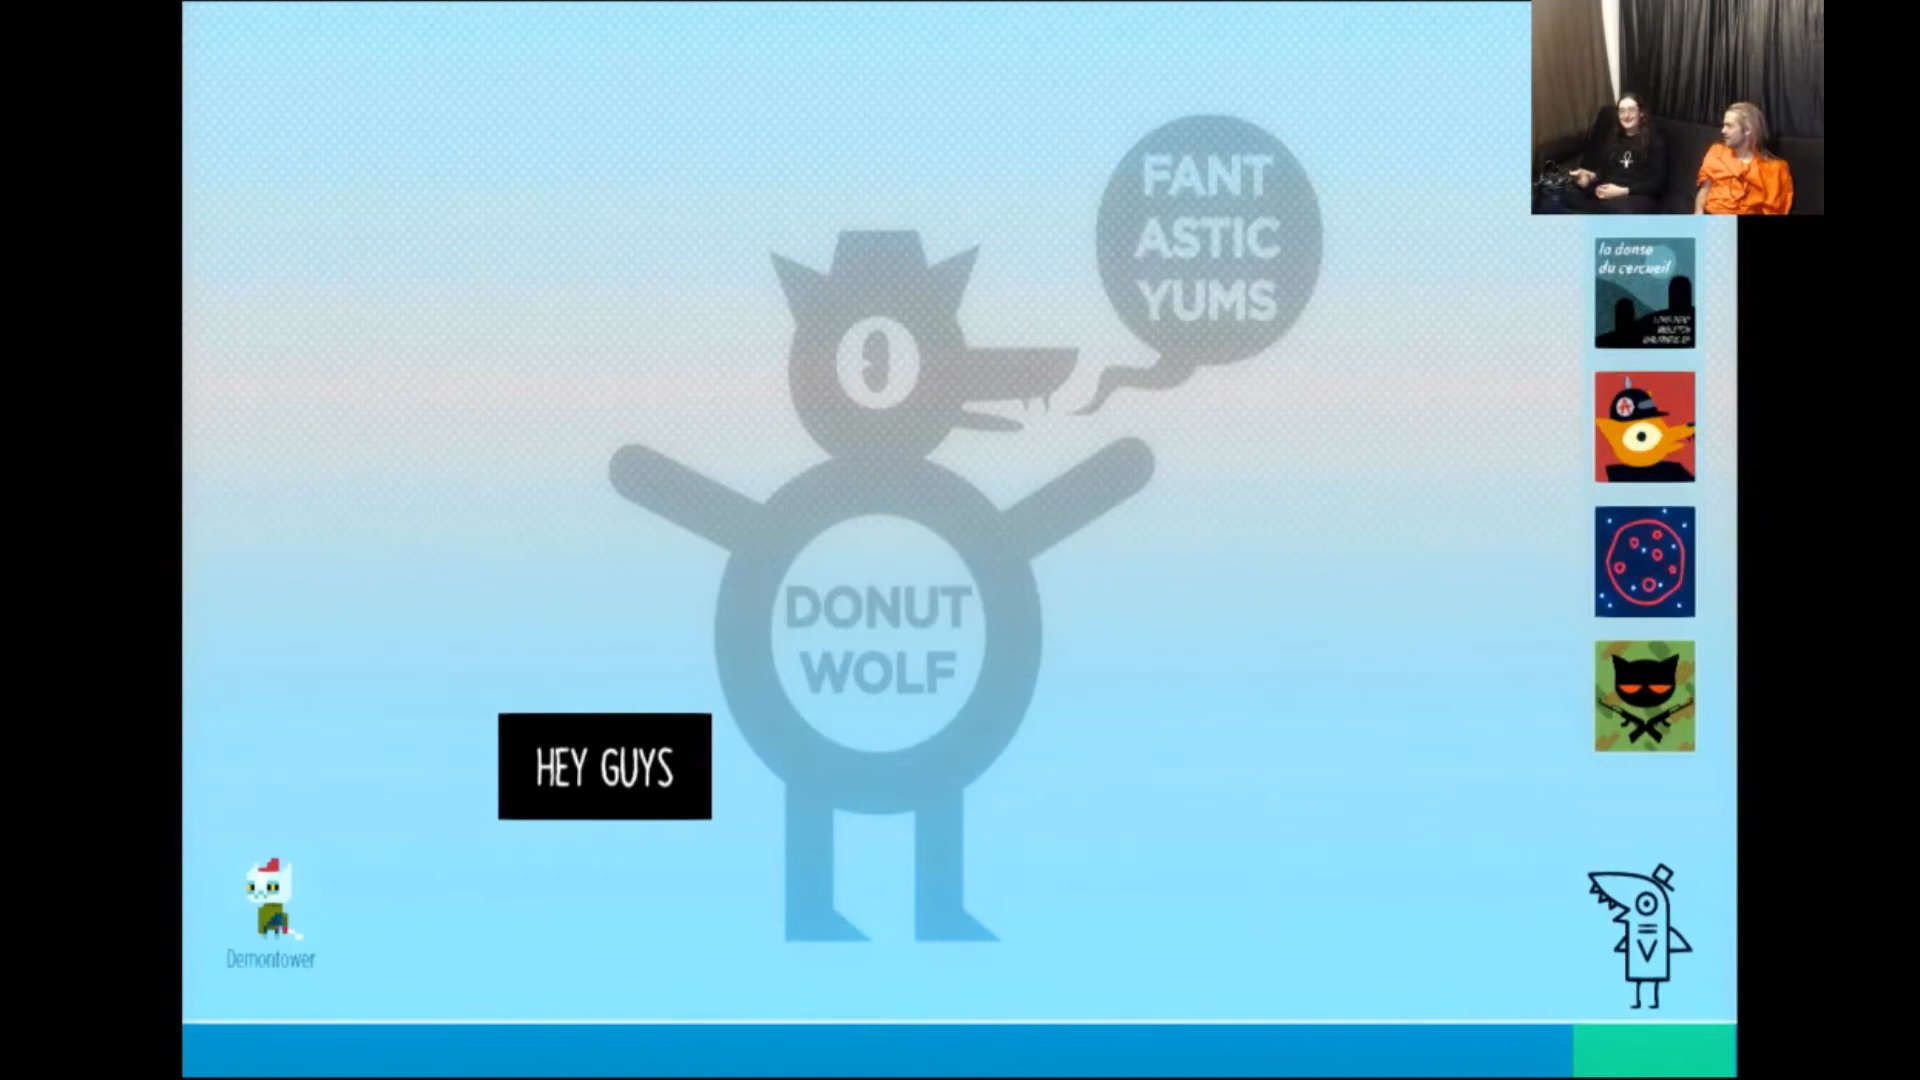 FANT
ASTIC
YUMS
la danse
du cercueil
DONUT
WOLF
HEY GUYS
Demontower